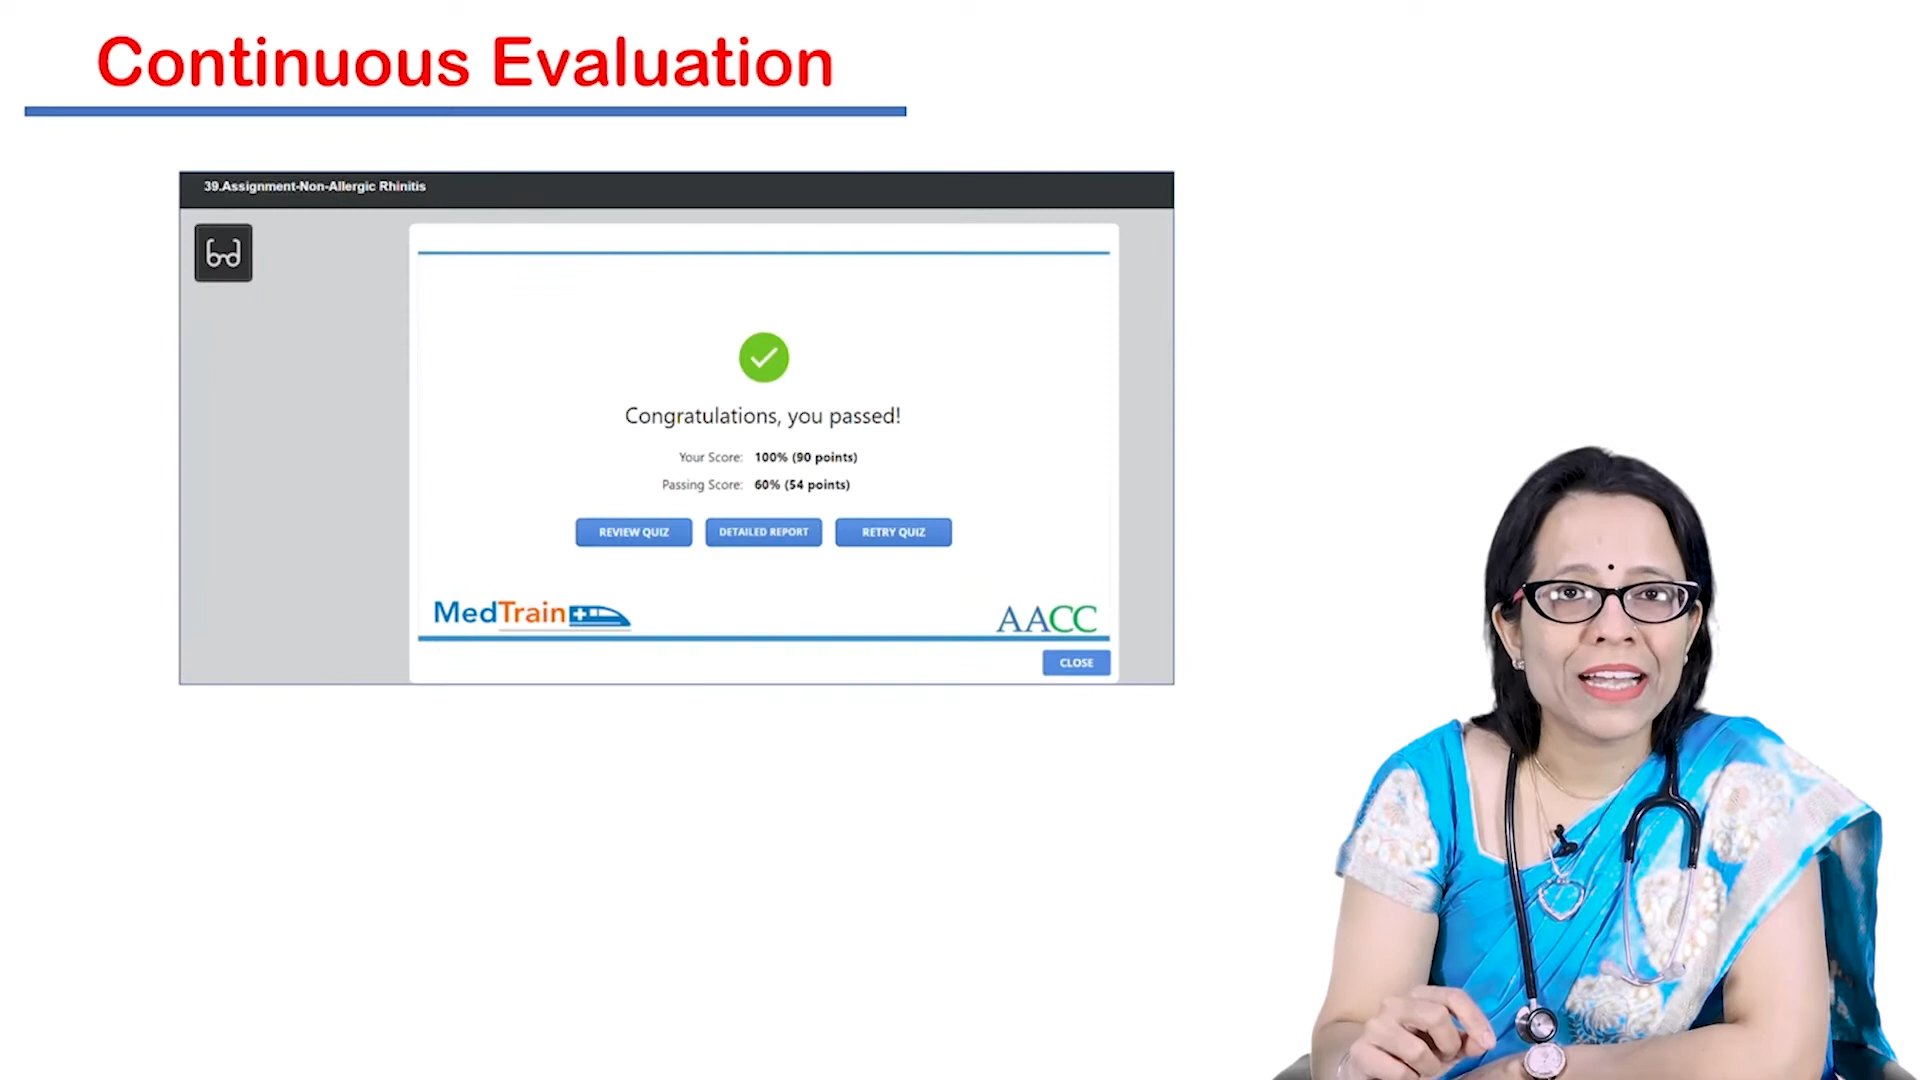 Continuous Evaluation
39.Assignment-Non-Allergic Rhinitis
Congratulations, you passed!
Your Score: 100% (90 points)
Passing Score: 60% (54 points)
REVIEW QUIZ DETAILED REPORT RETRY QUIZ
MedTrain AACC
CLOSE